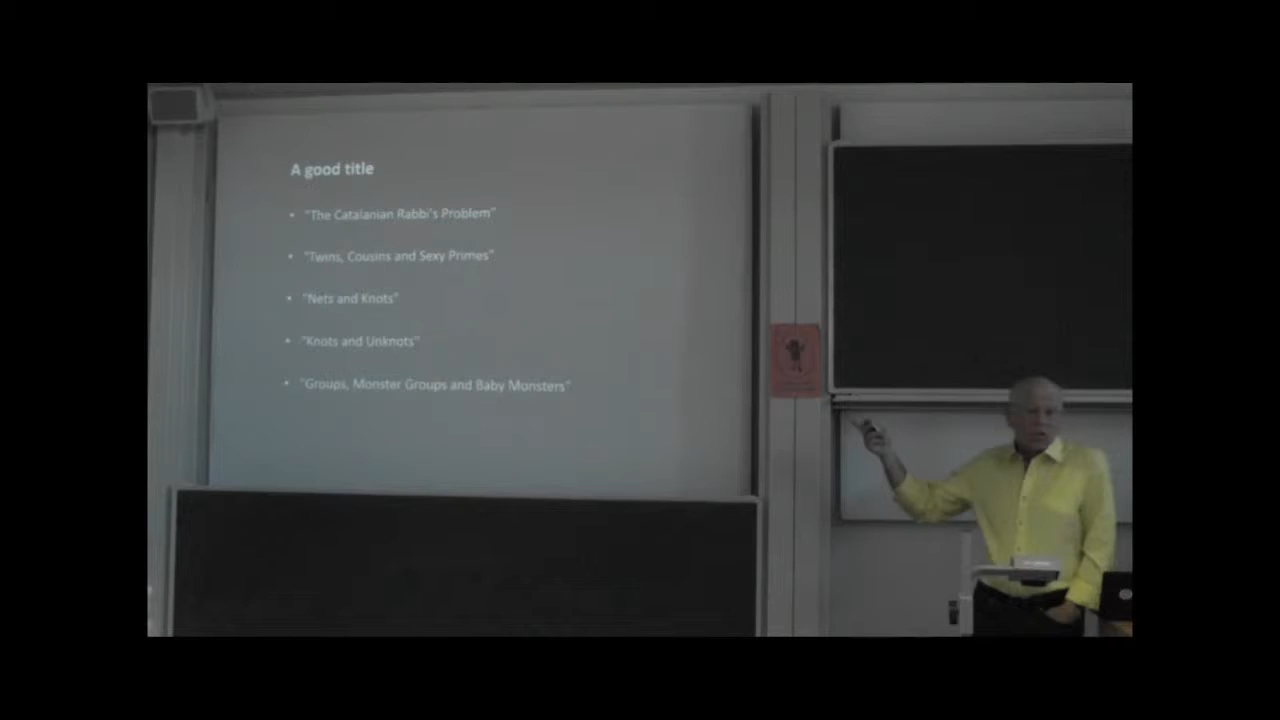 A good title
• "The Catalanian Rabbi's Problem"
• "Twins, Cousins and Sexy Primes"
• "Nets and Knots"
• "Knots and Unknots"
• "Groups, Monster Groups and Baby Monsters"